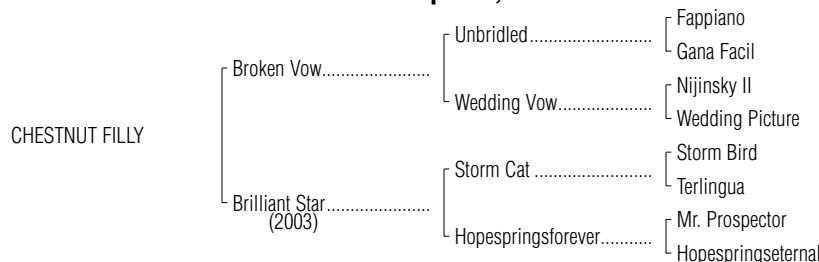 Fappiano
Unbridled
Gana Facil
Broken Vow
Nijinsky II
Wedding Vow
Wedding Picture
CHESTNUT FILLY
Storm Bird
Storm Cat
Terlingua
Brilliant Star
(2003)
Mr. Prospector
Hopespringsforever
Hopespringseternal